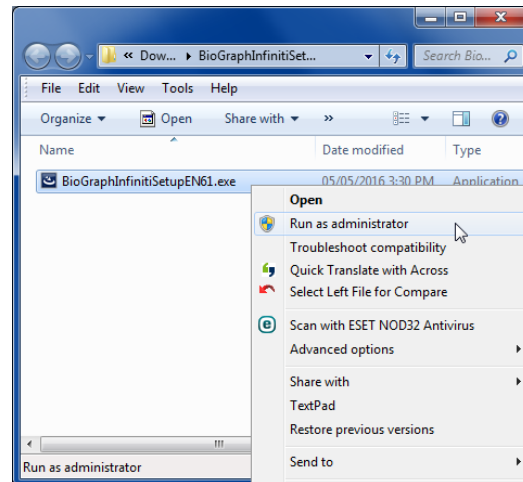 « Dow... ▸ BioGraphInfinitiSet...
Search Bio...
File Edit View Tools Help
Organize Open Share with »
Name Date modified Type
BioGraphInfinitiSetupEN61.exe 05/05/2016 3:30 PM Application
Open
Run as administrator
Troubleshoot compatibility
Quick Translate with Across
Select Left File for Compare
Scan with ESET NOD32 Antivirus
Advanced options
Share with
TextPad
Restore previous versions
Send to
Run as administrator